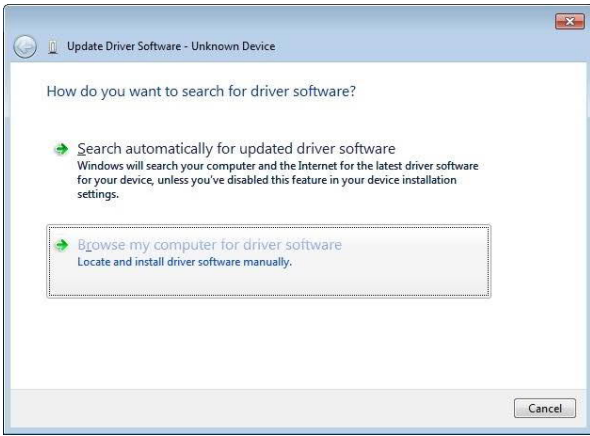 Update Driver Software - Unknown Device
How do you want to search for driver software?
Search automatically for updated driver software
Windows will search your computer and the Internet for the latest driver software
for your device, unless you've disabled this feature in your device installation
settings.
Browse my computer for driver software
Locate and install driver software manually.
Cancel